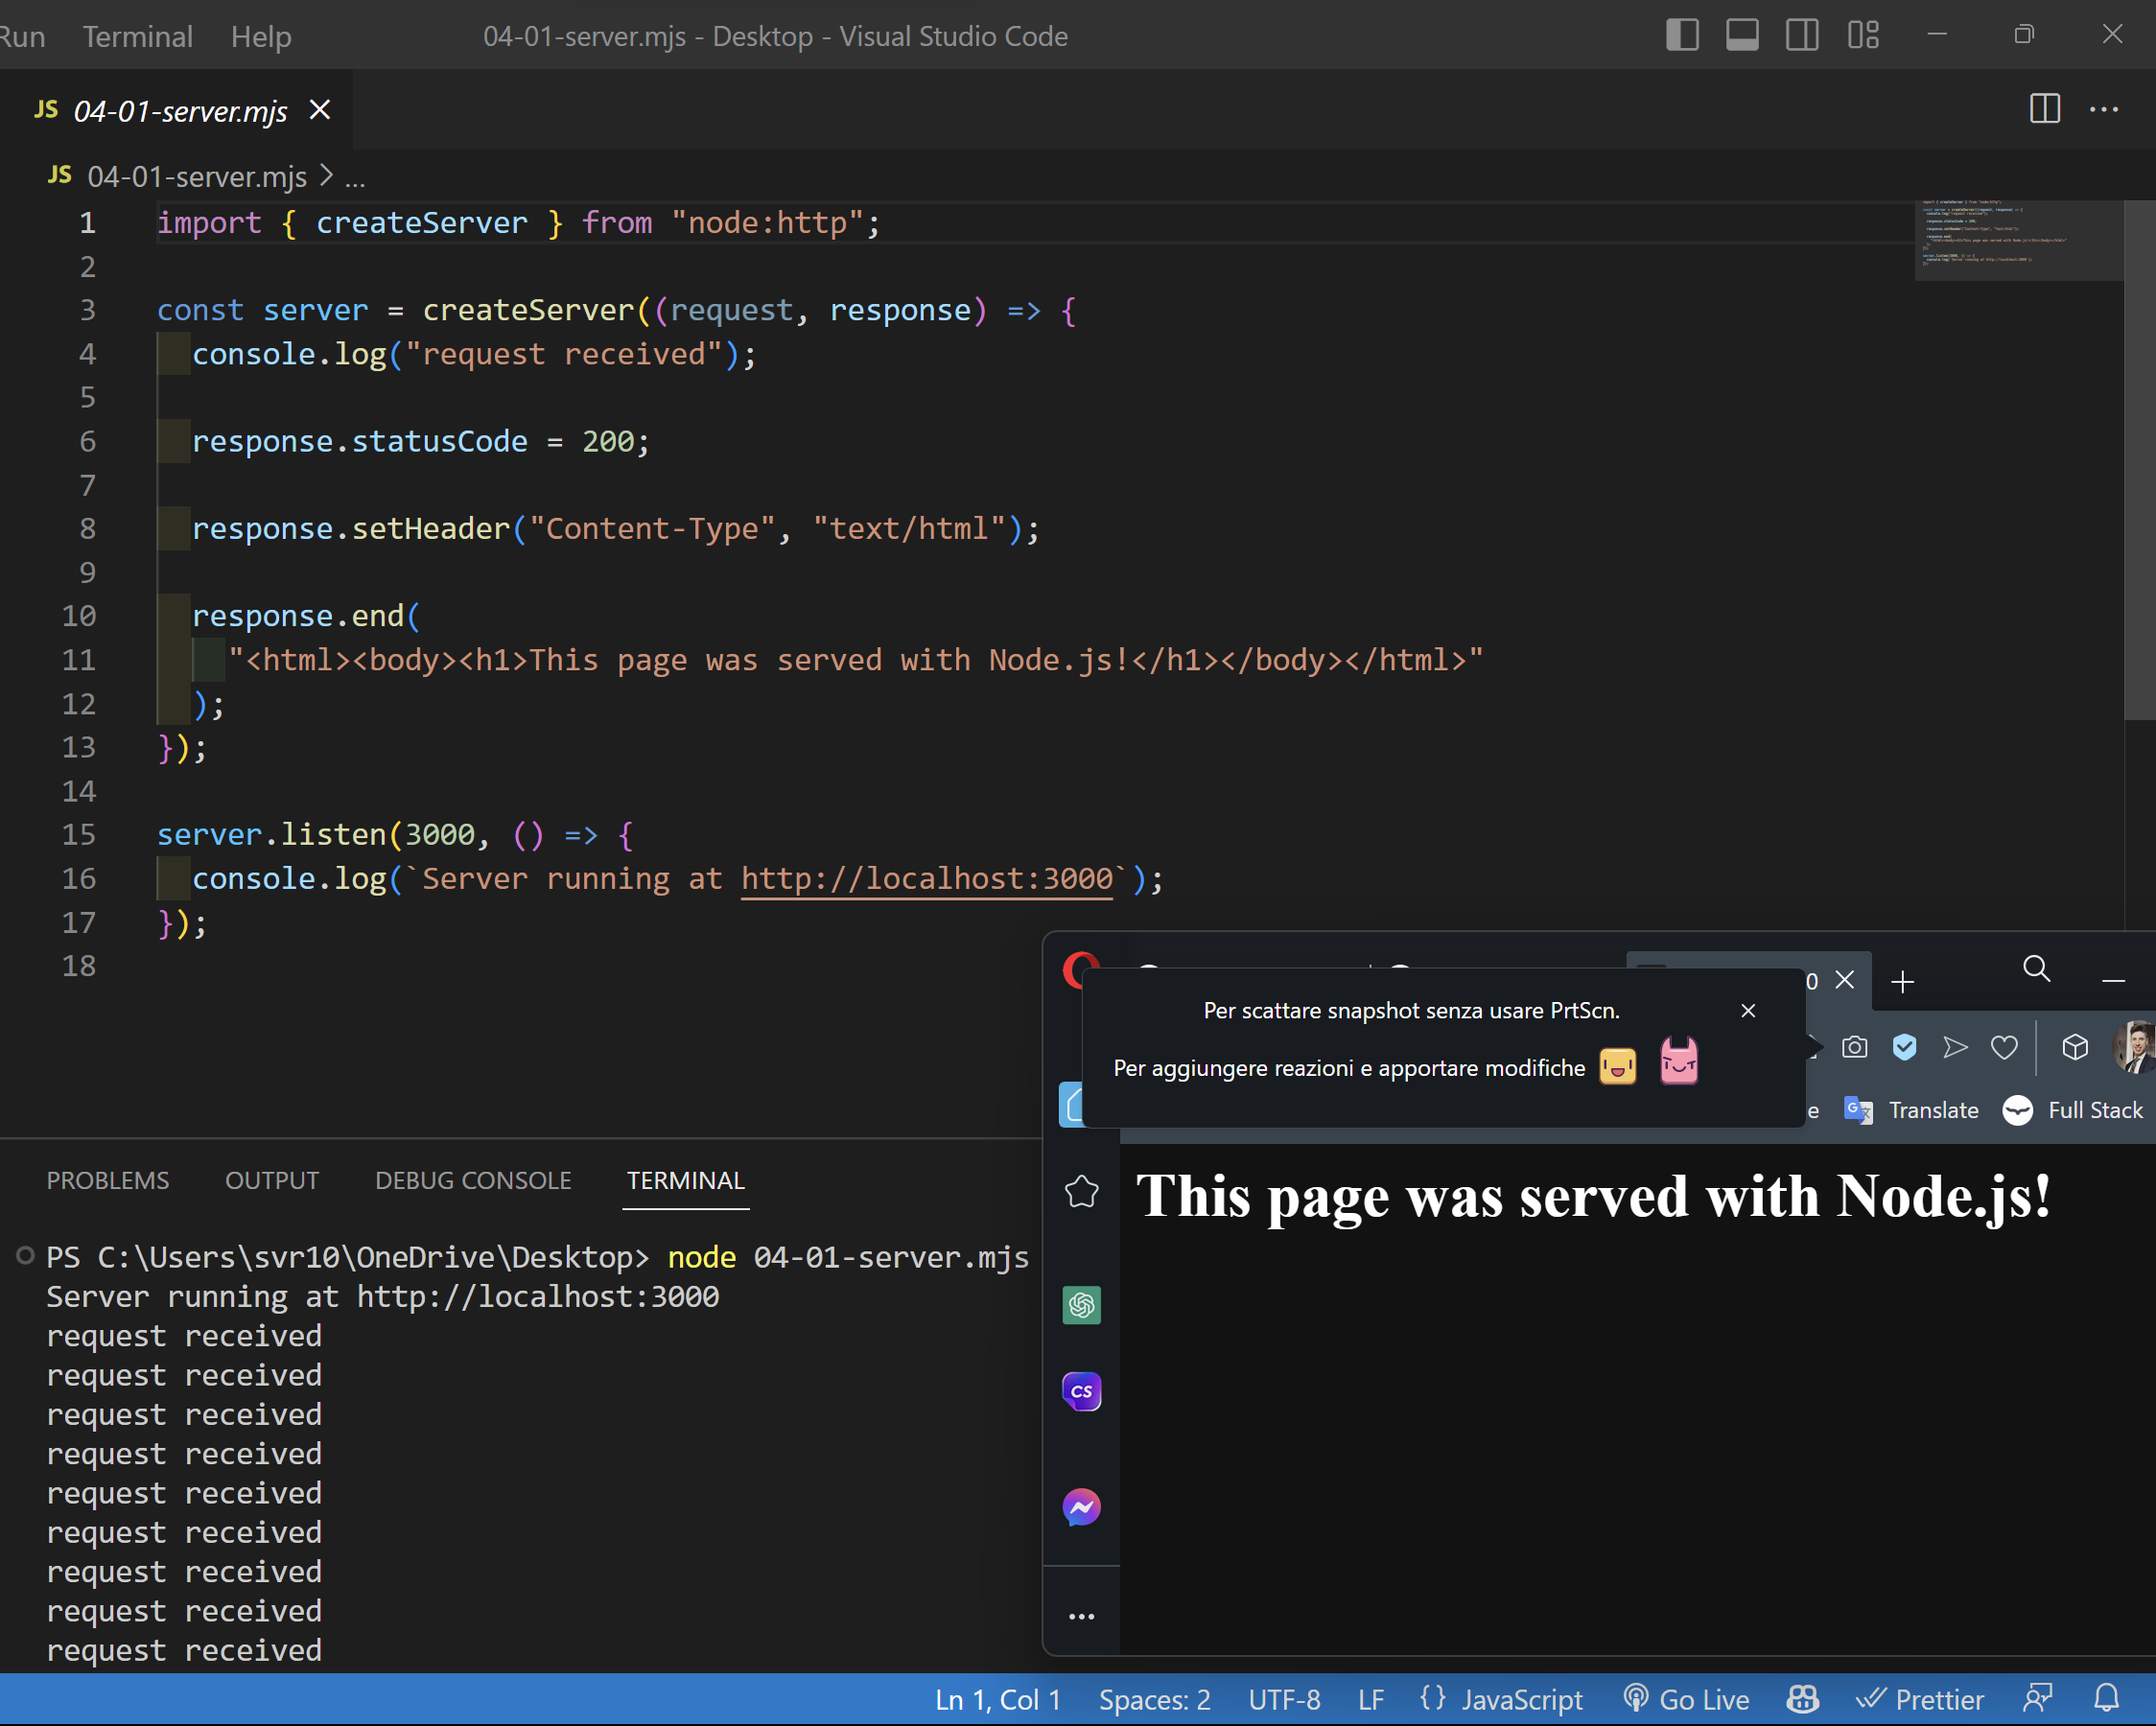 Run Terminal Help 04-01-server.mjs - Desktop - Visual Studio Code
JS 04-01-server.mjs
JS 04-01-server.mjs > ...
1 import { createServer } from "node:http";
2
3 const server = createServer((request, response) => {
4 console.log("request received");
5
6 response.statusCode = 200;
7
8 response.setHeader("Content-Type", "text/html");
9
10 response.end(
11 "<html><body><h1>This page was served with Node.js!</h1></body></html>"
12 );
13 });
14
15 server.listen(3000, () => {
16 console.log(`Server running at http://localhost:3000`);
17 });
18
0
Per scattare snapshot senza usare PrtScn.
Per aggiungere reazioni e apportare modifiche
e Translate Full Stack
This page was served with Node.js!
CS
PROBLEMS OUTPUT DEBUG CONSOLE TERMINAL
PS C:\Users\svr10\OneDrive\Desktop> node 04-01-server.mjs
Server running at http://localhost:3000
request received
request received
request received
request received
request received
request received
request received
request received
request received
Ln 1, Col 1 Spaces: 2 UTF-8 LF {} JavaScript Go Live Prettier